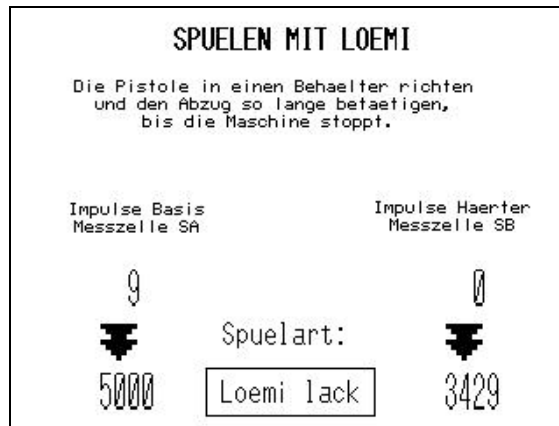 SPUELEN MIT LOEMI
Die Pistole in einen Behaelter richten
und den Abzug so lange betaetigen,
bis die Maschine stoppt.
Impulse Basis
Messzelle SA
Impulse Haerter
Messzelle SB
9
0
Spuelart:
5000
Loemi lack
3429